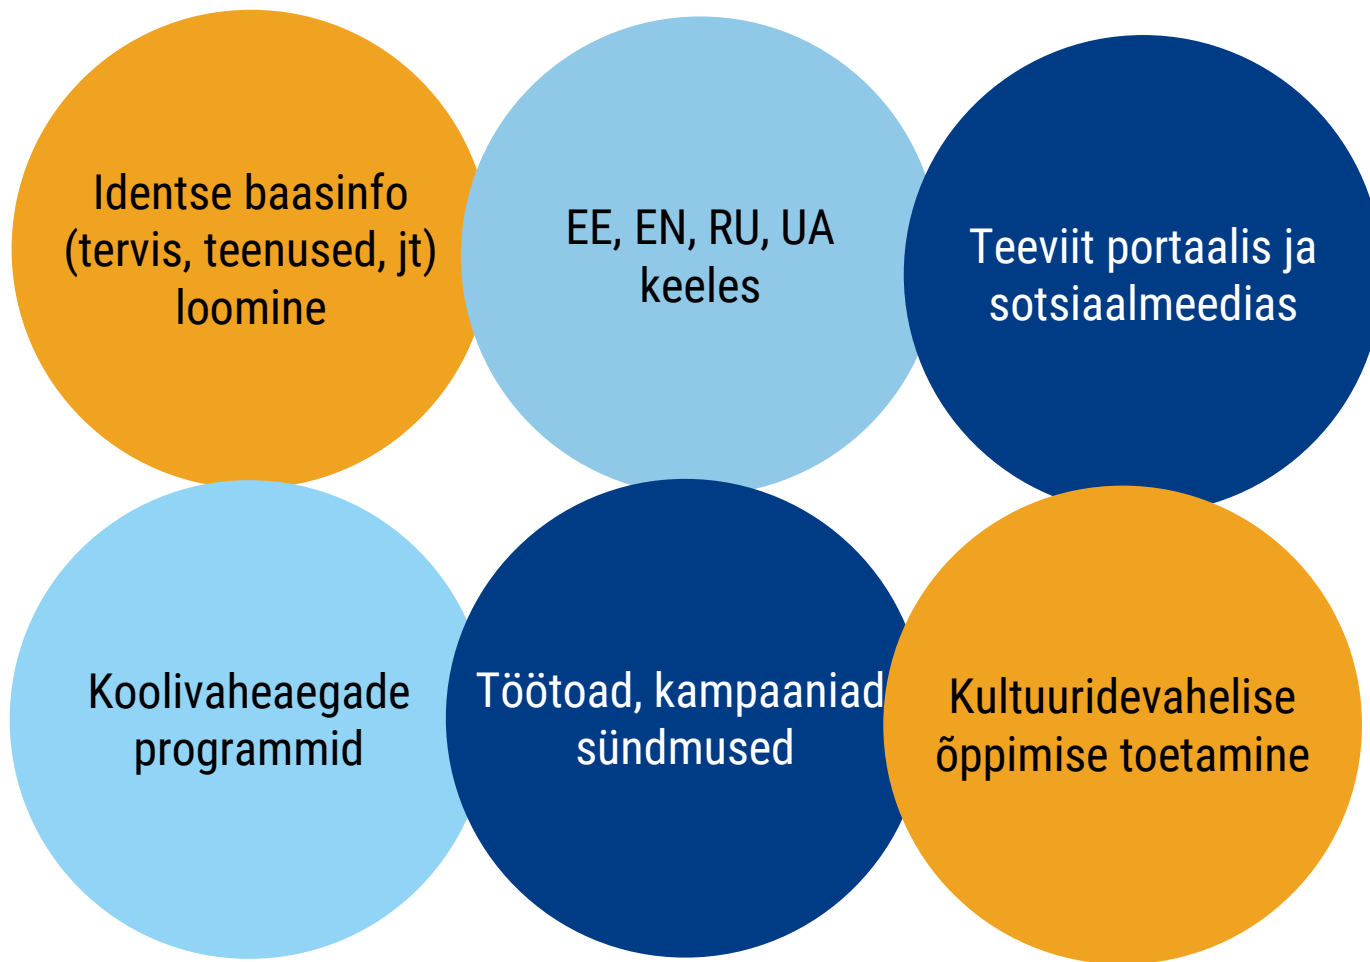 Identse baasinfo
(tervis, teenused, jt)
loomine
EE, EN, RU, UA
keeles
Teeviit portaalis ja
sotsiaalmeedias
Koolivaheaegade
programmid
Töötoad, kampaaniad
sündmused
Kultuuridevahelise
õppimise toetamine